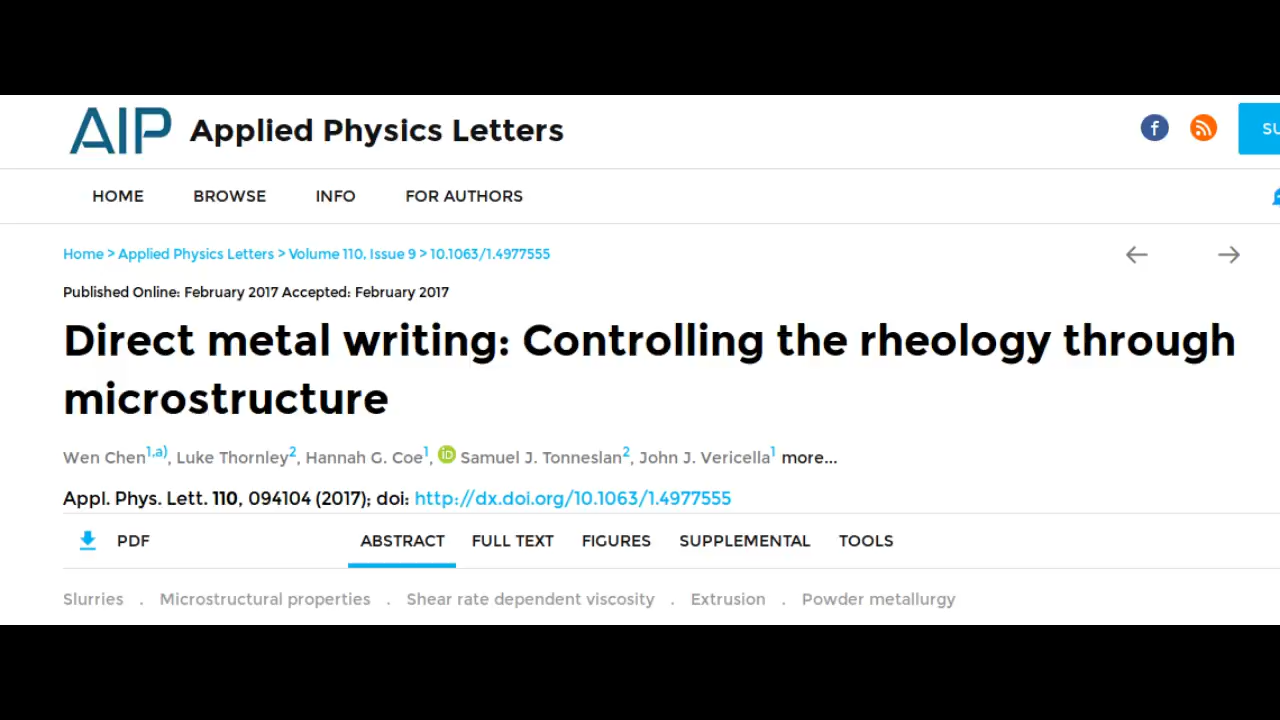 AIP Applied Physics Letters
f
SU
HOME BROWSE INFO FOR AUTHORS
Home > Applied Physics Letters > Volume 110, Issue 9 > 10.1063/1.4977555
Published Online: February 2017 Accepted: February 2017
Direct metal writing: Controlling the rheology through
microstructure
Wen Chen1,a), Luke Thornley2, Hannah G. Coe1, iD Samuel J. Tonneslan2, John J. Vericella1 more...
Appl. Phys. Lett. 110, 094104 (2017); doi: http://dx.doi.org/10.1063/1.4977555
PDF ABSTRACT FULL TEXT FIGURES SUPPLEMENTAL TOOLS
Slurries . Microstructural properties . Shear rate dependent viscosity . Extrusion . Powder metallurgy